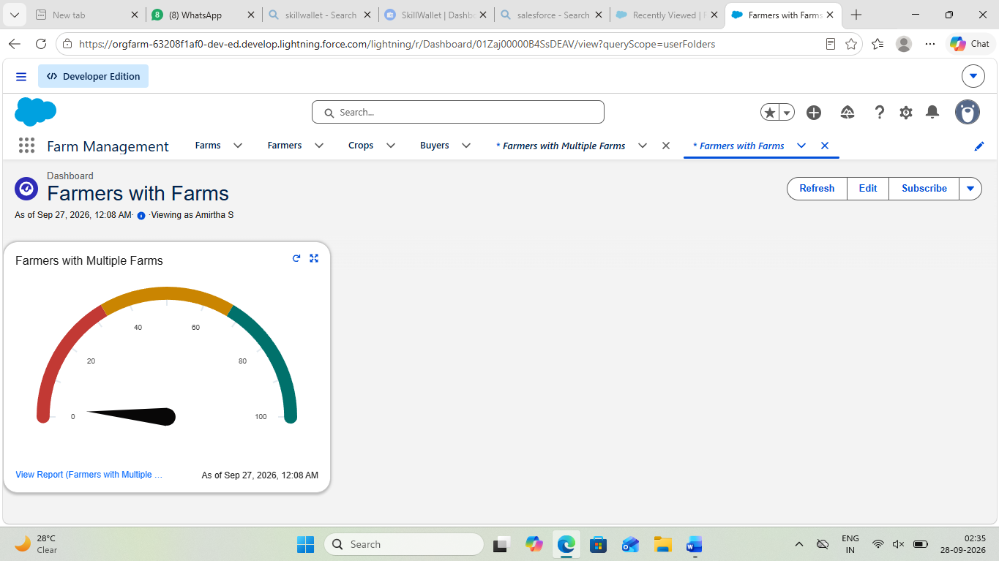 New tab
(8) WhatsApp
skillwallet - Search
SkillWallet | Dashbo
salesforce - Search
Recently Viewed | F
Farmers with Farms
https://orgfarm-63208f1af0-dev-ed.develop.lightning.force.com/lightning/r/Dashboard/01Zaj00000B4SsDEAV/view?queryScope=userFolders
Chat
Developer Edition
Search...
Farm Management
Farms
Farmers
Crops
Buyers
* Farmers with Multiple Farms
* Farmers with Farms
Dashboard
Farmers with Farms
Refresh
Edit
Subscribe
As of Sep 27, 2026, 12:08 AM· ·Viewing as Amirtha S
Farmers with Multiple Farms
40
60
20
80
0
100
View Report (Farmers with Multiple …
As of Sep 27, 2026, 12:08 AM
28°C
Clear
Search
ENG
IN
02:35
28-09-2026